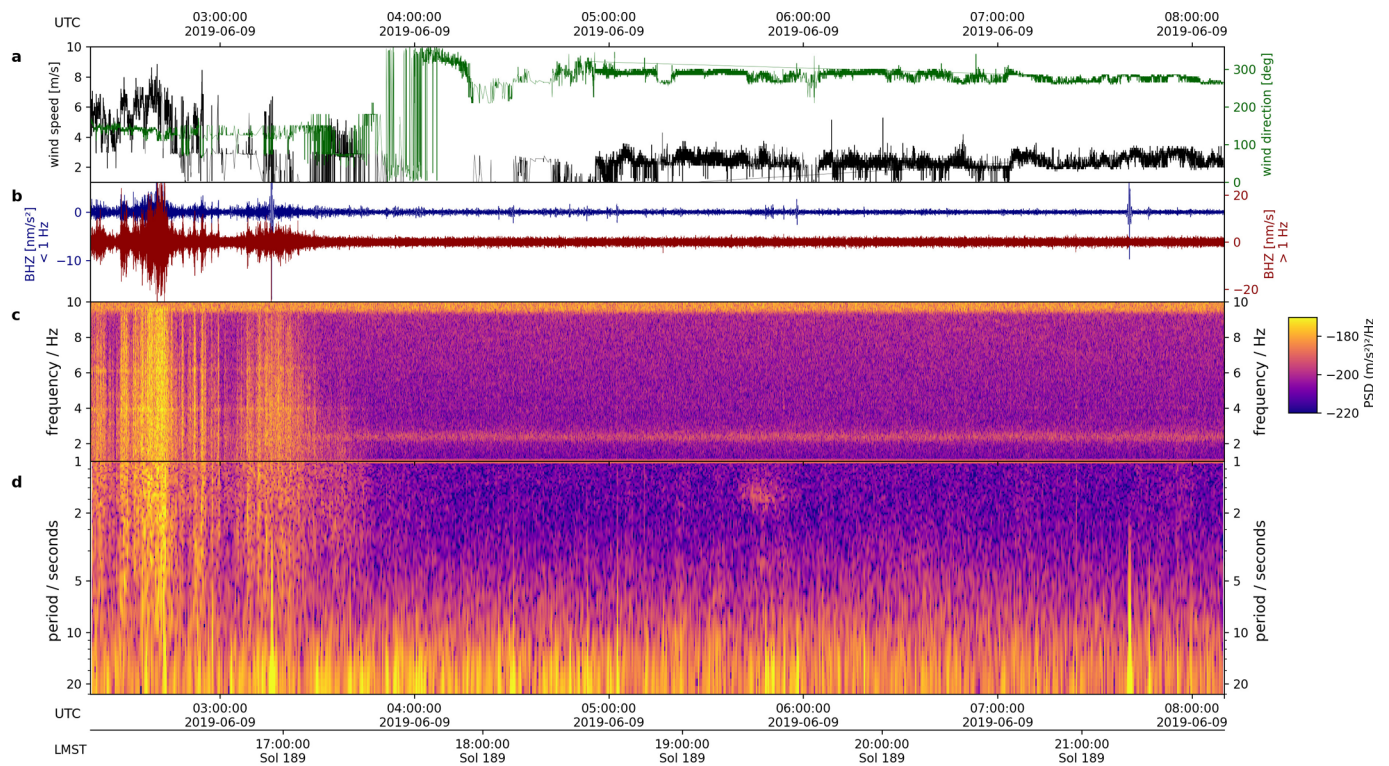 UTC
03:00:00 04:00:00 05:00:00 06:00:00 07:00:00 08:00:00
2019-06-09 2019-06-09 2019-06-09 2019-06-09 2019-06-09 2019-06-09
a
wind speed [m/s]
10
8
6
4
2
300
200
100
0
wind direction [deg]
b
BHZ [nm/s²]
< 1 Hz
0
−10
20
0
−20
BHZ [nm/s]
> 1 Hz
c
frequency / Hz
10
8
6
4
2
1
10
8
6
4
2
1
frequency / Hz
−180
−200
−220
PSD (m/s²)²/Hz
d
period / seconds
2
5
10
20
2
5
10
20
period / seconds
UTC
03:00:00 04:00:00 05:00:00 06:00:00 07:00:00 08:00:00
2019-06-09 2019-06-09 2019-06-09 2019-06-09 2019-06-09 2019-06-09
LMST
17:00:00 18:00:00 19:00:00 20:00:00 21:00:00
Sol 189 Sol 189 Sol 189 Sol 189 Sol 189